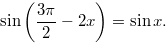 sin(3π/2 − 2x) = sin x.